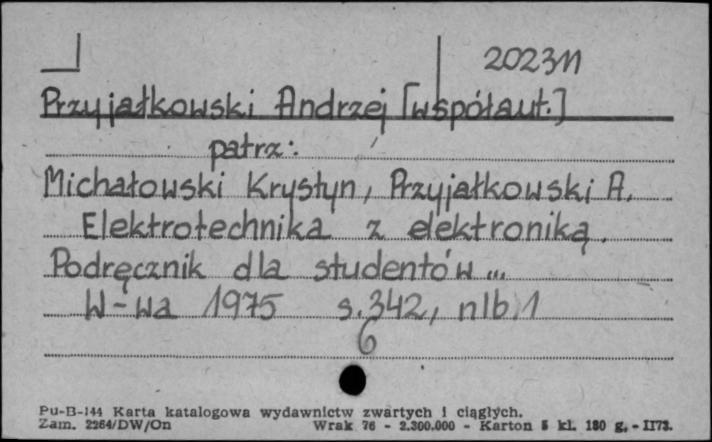 202311
Przyjałkowski Andrzej [współaut.]
patrz:
Michałowski Krystyn, Przyjałkowski A.
Elektrotechnika z elektroniką.
Podręcznik dla studentów...
W-wa 1975 s.342, nlb 1
6
Pu-B-144 Karta katalogowa wydawnictw zwartych i ciągłych.
Zam. 2264/DW/On Wrak 76 - 2.300.000 - Karton 5 kl. 180 g. - II73.